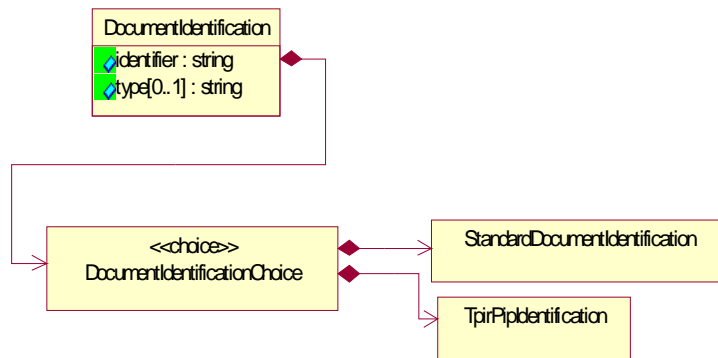 DocumentIdentification
identifier : string
type[0..1] : string
<<choice>>
DocumentIdentificationChoice
StandardDocumentIdentification
TpirPipIdentification